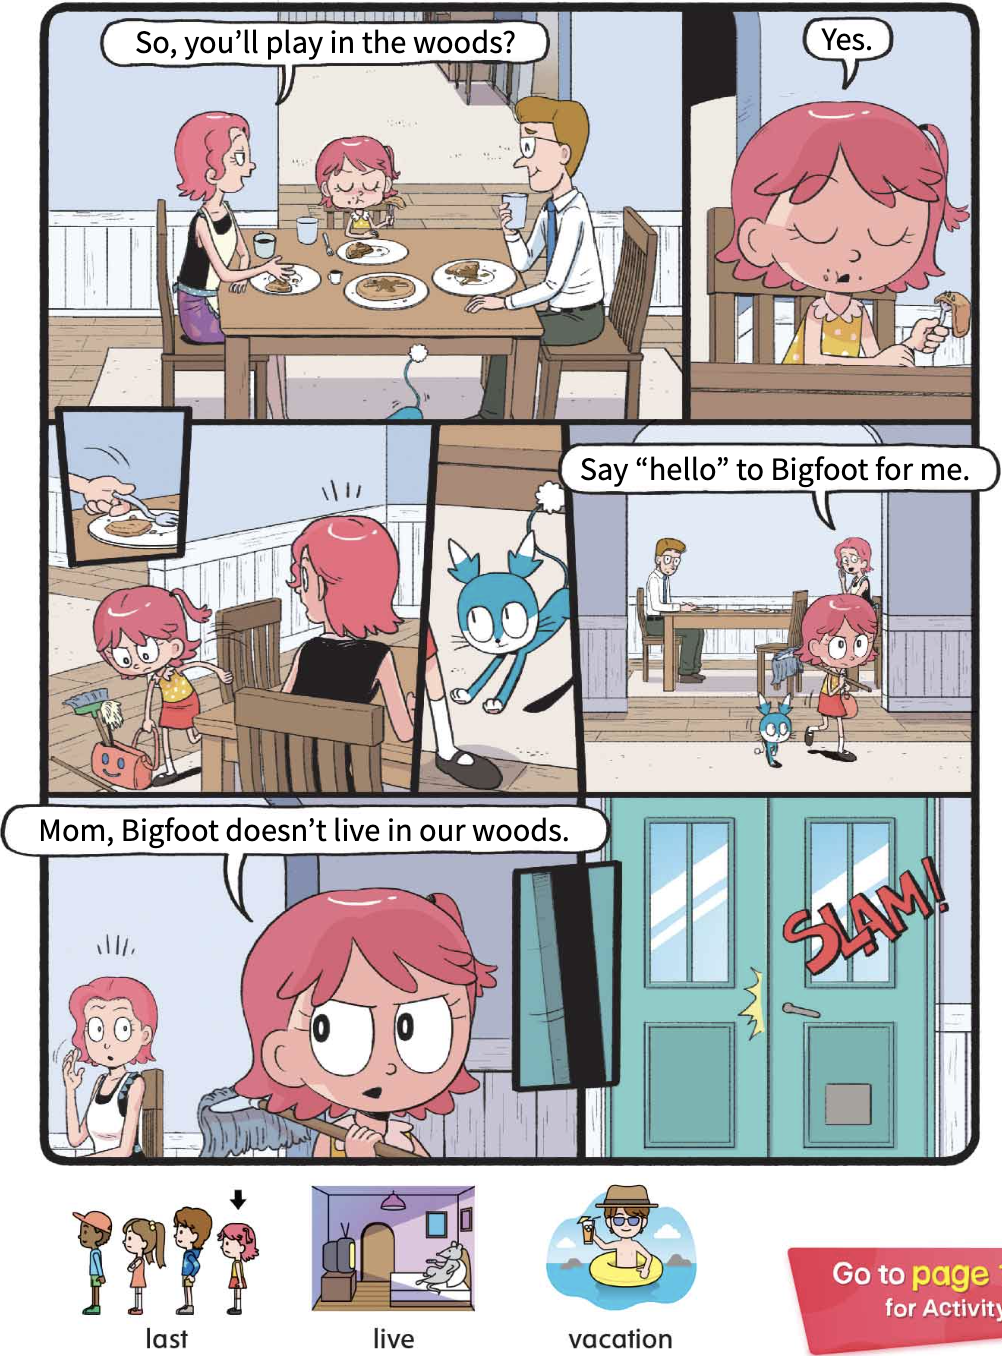 So, you'll play in the woods?
Yes.
Say “hello” to Bigfoot for me.
Mom, Bigfoot doesn't live in our woods.
SLAM!
last
live
vacation
Go to page
for Activity